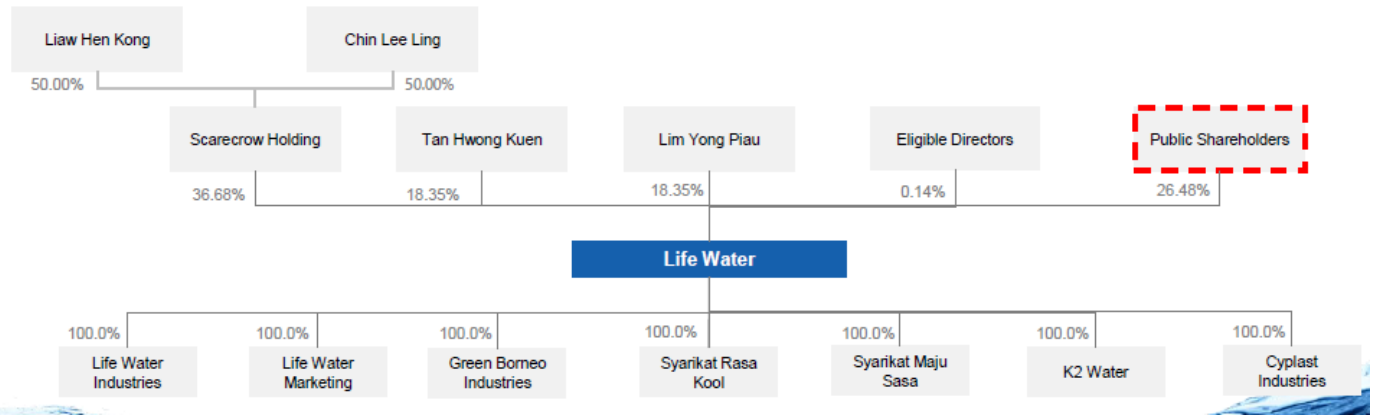 Liaw Hen Kong
Chin Lee Ling
50.00%
50.00%
Scarecrow Holding
Tan Hwong Kuen
Lim Yong Piau
Eligible Directors
Public Shareholders
36.68%
18.35%
18.35%
0.14%
26.48%
Life Water
100.0%
100.0%
100.0%
100.0%
100.0%
100.0%
100.0%
Life Water
Industries
Life Water
Marketing
Green Borneo
Industries
Syarikat Rasa
Kool
Syarikat Maju
Sasa
K2 Water
Cyplast
Industries